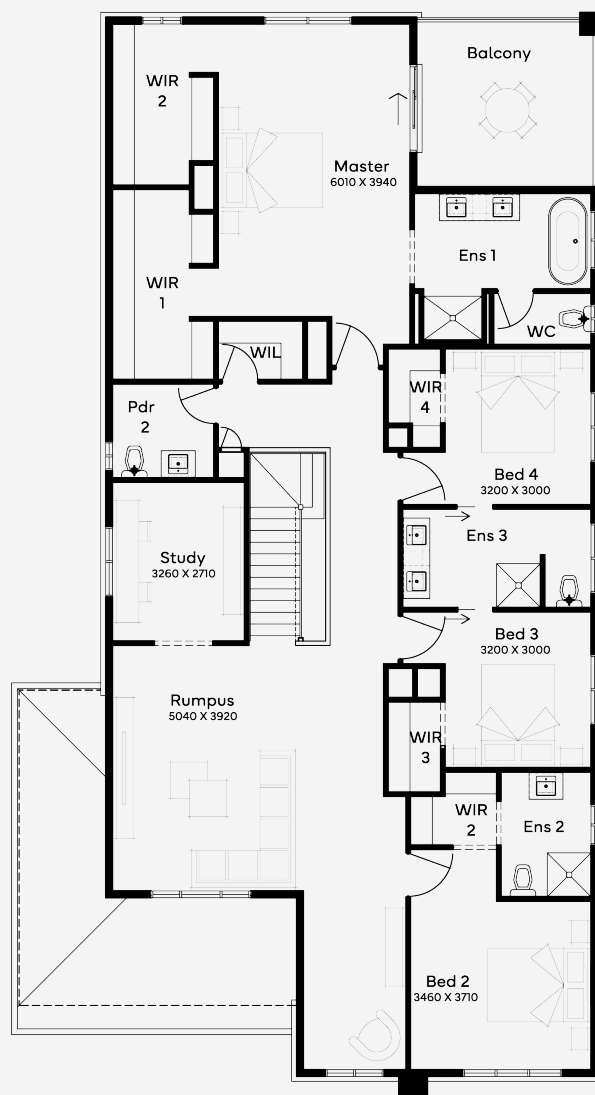 Balcony
WIR
2
Master
6010 X 3940
Ens 1
WIR
1
WC
WIL
WIR
4
Pdr
2
Bed 4
3200 X 3000
Ens 3
Study
3260 X 2710
Bed 3
3200 X 3000
Rumpus
5040 X 3920
WIR
3
WIR
2
Ens 2
Bed 2
3460 X 3710